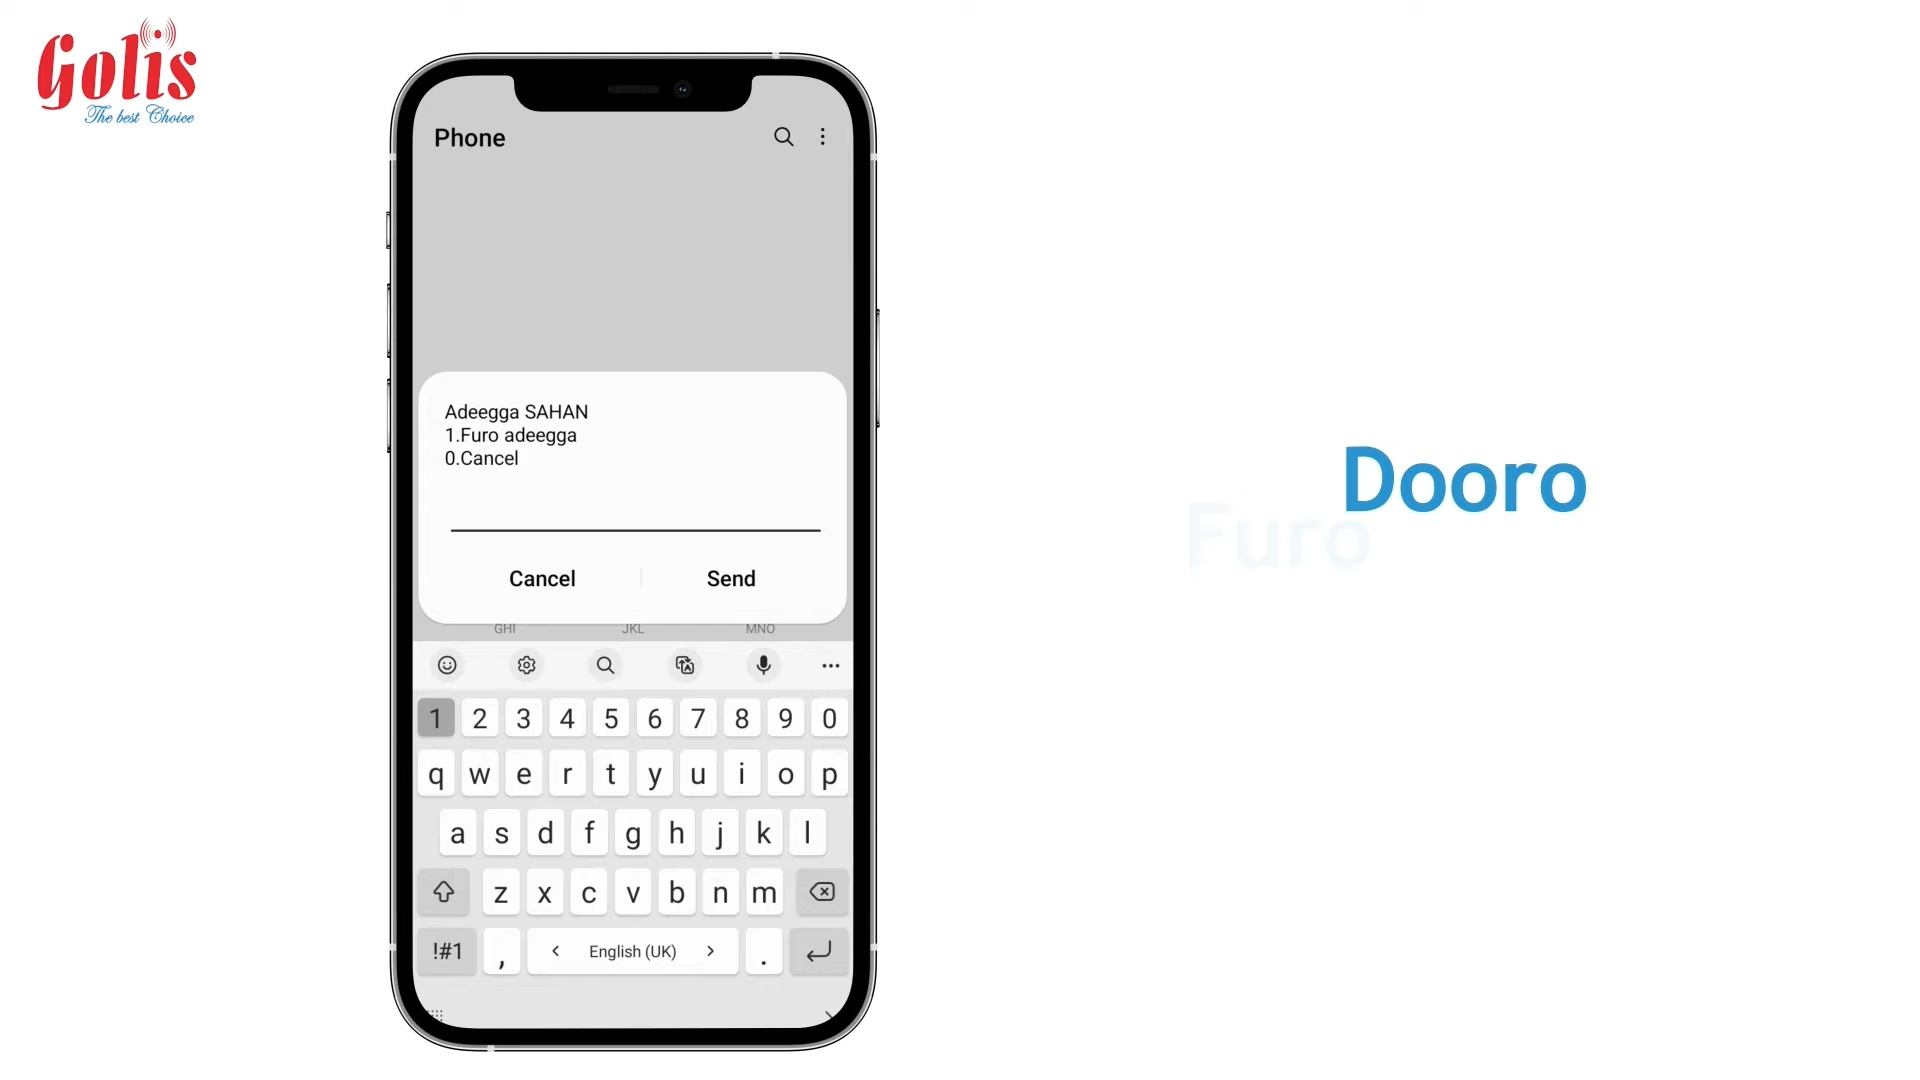 Golis
The best Choice
Phone
Adeegga SAHAN
1.Furo adeegga
0.Cancel
Cancel
Send
GHI JKL MNO
1 2 3 4 5 6 7 8 9 0
q w e r t y u i o p
a s d f g h j k l
z x c v b n m
!#1 , < English (UK) > .
Dooro
Furo